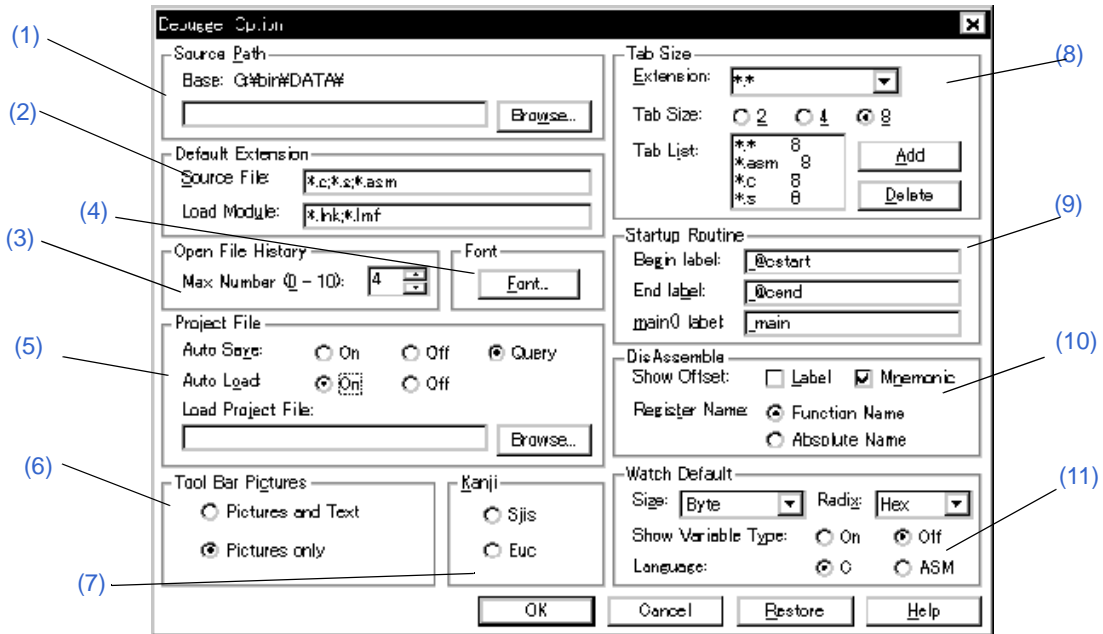 Debugger Option
(1)
Source Path
Base: G:¥bin¥DATA¥
Browse...
(2)
Default Extension
Source File: *.c;*.s;*.asm
Load Module: *.lnk;*.lmf
(4)
(3)
Open File History
Max Number (0 - 10): 4
Font
Font...
(5)
Project File
Auto Save: On Off Query
Auto Load: On Off
Load Project File:
Browse...
(6)
Tool Bar Pictures
Pictures and Text
Pictures only
(7)
Kanji
Sjis
Euc
(8)
Tab Size
Extension: *.*
Tab Size: 2 4 8
Tab List:
*.* 8
*.asm 8
*.c 8
*.s 8
Add
Delete
(9)
Startup Routine
Begin label: _@cstart
End label: _@cend
main() label: _main
(10)
DisAssemble
Show Offset: Label Mnemonic
Register Name: Function Name
Absolute Name
(11)
Watch Default
Size: Byte Radix: Hex
Show Variable Type: On Off
Language: C ASM
OK Cancel Restore Help